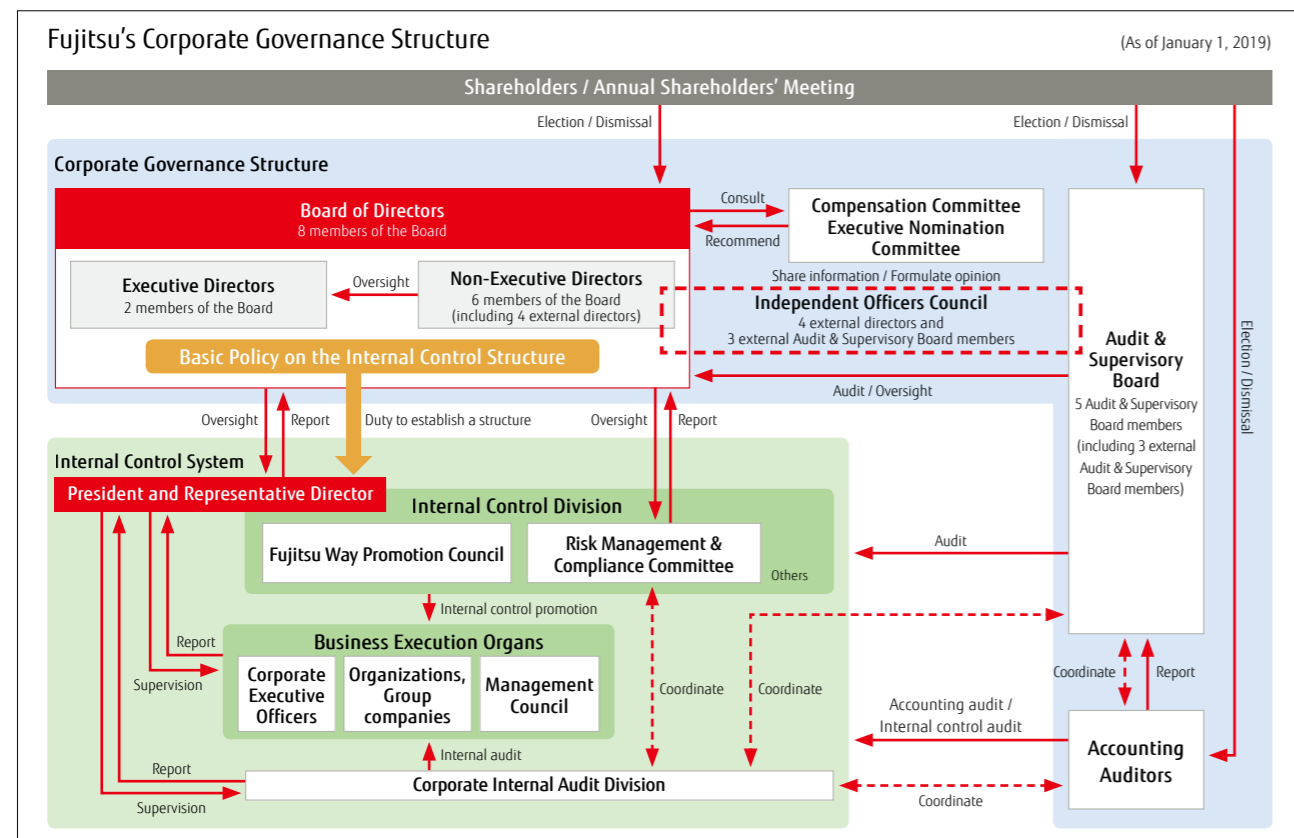 Fujitsu's Corporate Governance Structure
(As of January 1, 2019)
Shareholders / Annual Shareholders' Meeting
Election / Dismissal
Election / Dismissal
Corporate Governance Structure
Board of Directors
8 members of the Board
Consult
Recommend
Compensation Committee
Executive Nomination
Committee
Executive Directors
2 members of the Board
Oversight
Non-Executive Directors
6 members of the Board
(including 4 external directors)
Share information / Formulate opinion
Independent Officers Council
4 external directors and
3 external Audit & Supervisory Board members
Basic Policy on the Internal Control Structure
Audit / Oversight
Audit &
Supervisory
Board
5 Audit & Supervisory
Board members
(including 3 external
Audit & Supervisory
Board members)
Election / Dismissal
Oversight
Report
Duty to establish a structure
Oversight
Report
Internal Control System
President and Representative Director
Internal Control Division
Fujitsu Way Promotion Council
Risk Management &
Compliance Committee
Others
Audit
Internal control promotion
Business Execution Organs
Report
Supervision
Corporate
Executive
Officers
Organizations,
Group
companies
Management
Council
Coordinate
Coordinate
Coordinate
Report
Accounting audit /
Internal control audit
Internal audit
Report
Supervision
Corporate Internal Audit Division
Coordinate
Accounting
Auditors